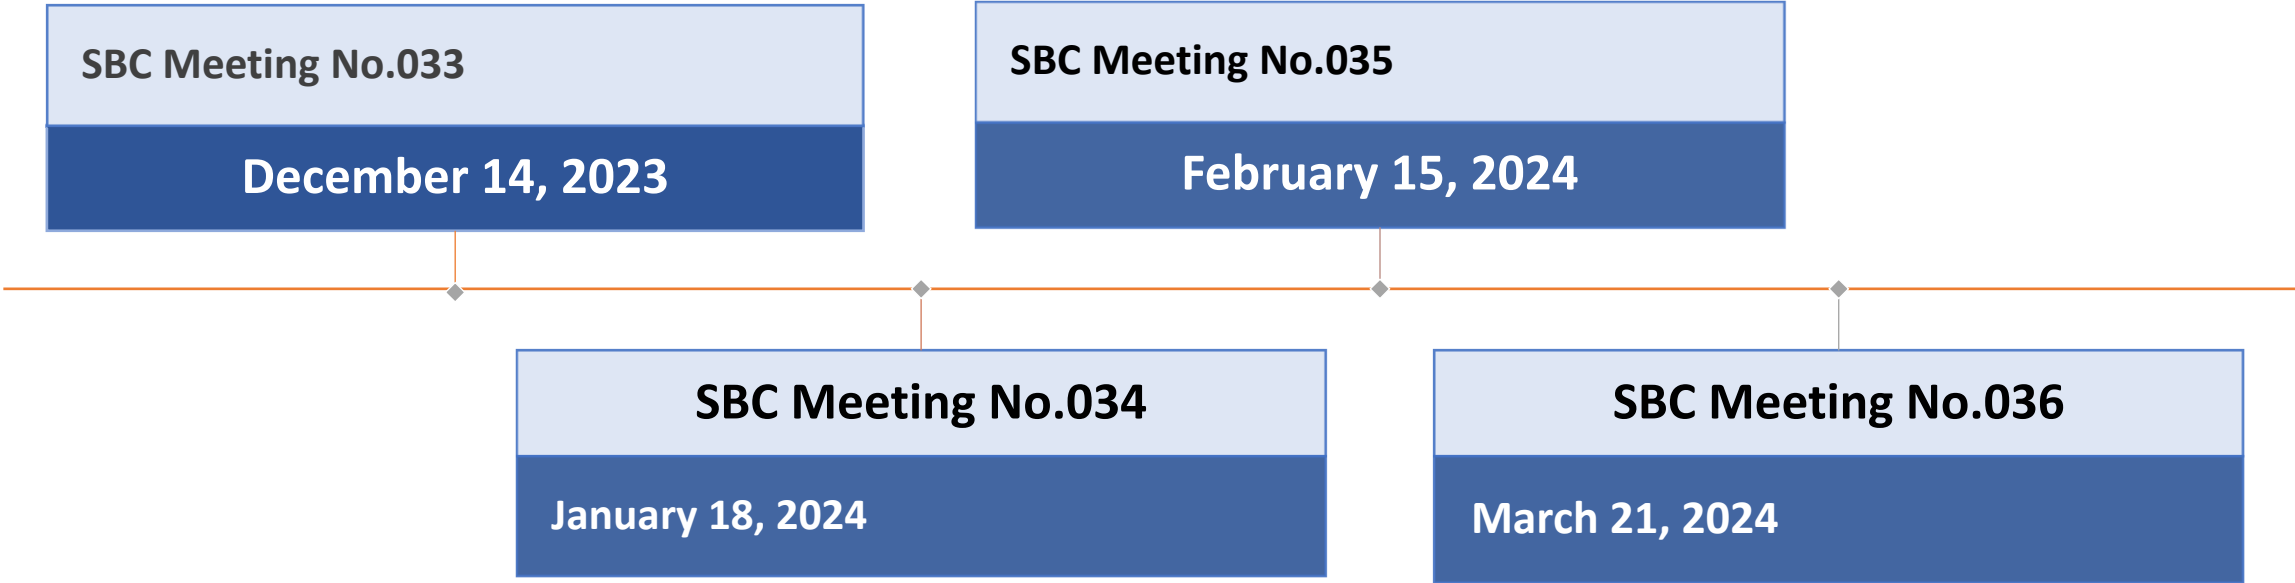 SBC Meeting No.033
December 14, 2023
SBC Meeting No.034
January 18, 2024
SBC Meeting No.035
February 15, 2024
SBC Meeting No.036
March 21, 2024